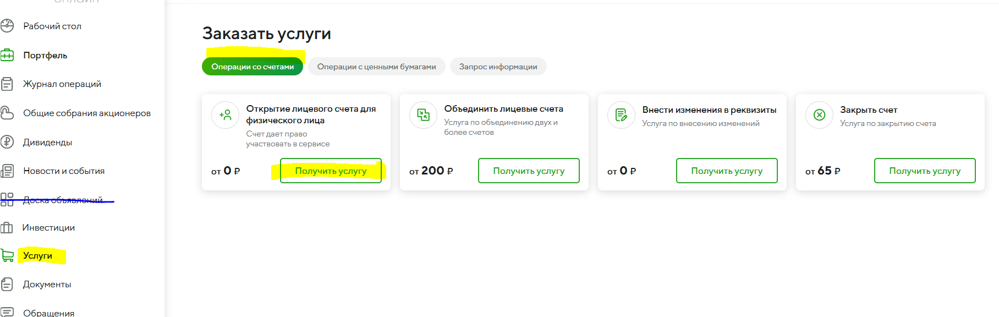 Рабочий стол
Портфель
Журнал операций
Общие собрания акционеров
Дивиденды
Новости и события
Доска объявлений
Инвестиции
Услуги
Документы
Обращения
Заказать услуги
Операции со счетами
Операции с ценными бумагами
Запрос информации
Открытие лицевого счета для
физического лица
Счет дает право
участвовать в сервисе
от 0 ₽
Получить услугу
Объединить лицевые счета
Услуга по объединению двух и
более счетов
от 200 ₽
Получить услугу
Внести изменения в реквизиты
Услуга по внесению изменений
от 0 ₽
Получить услугу
Закрыть счет
Услуга по закрытию счета
от 65 ₽
Получить услугу